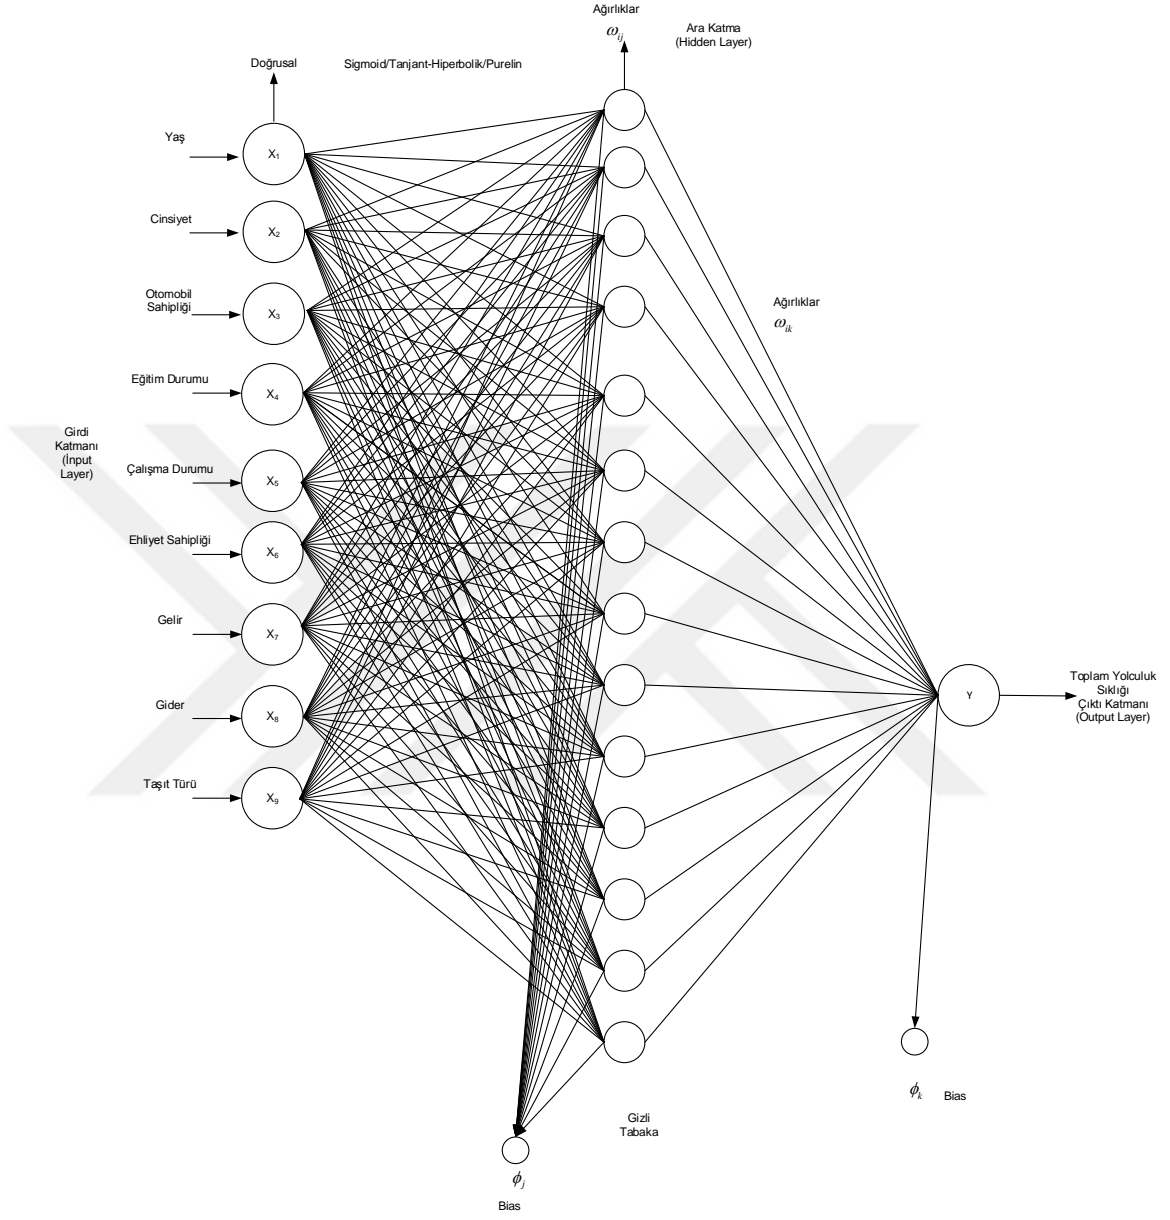 Ağırlıklar
ω_ij
Ara Katma
(Hidden Layer)
Doğrusal
Sigmoid/Tanjant-Hiperbolik/Purelin
Yaş
X1
Cinsiyet
X2
Otomobil
Sahipliği
X3
Ağırlıklar
ω_ik
Eğitim Durumu
X4
Girdi
Katmanı
(İnput
Layer)
Çalışma Durumu
X5
Ehliyet Sahipliği
X6
Gelir
X7
Gider
X8
Y
Toplam Yolculuk
Sıklığı
Çıktı Katmanı
(Output Layer)
Taşıt Türü
X9
ϕ_k
Bias
Gizli
Tabaka
ϕ_j
Bias